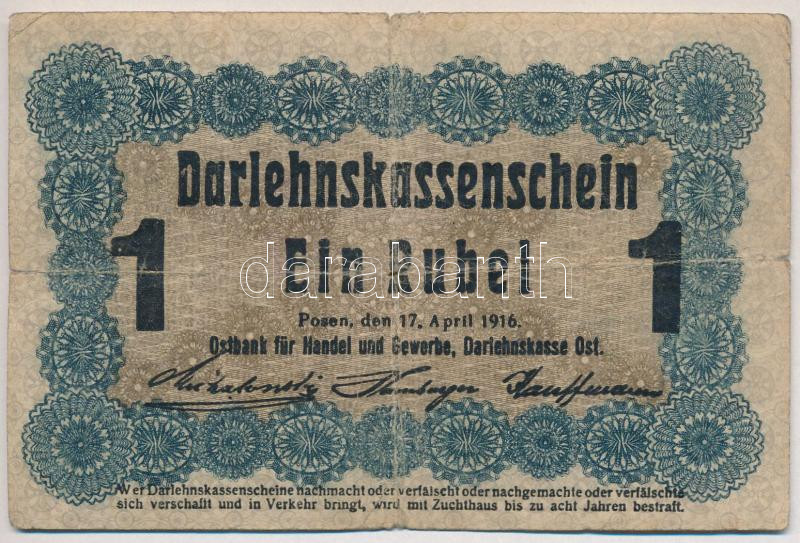 Darlehnskassenschein
1 Ein Rubel 1
darabanth
Posen, den 17. April 1916.
Ostbank für Handel und Gewerbe, Darlehnskasse Ost.
Kauffmann
Wer Darlehnskassenscheine nachmacht oder verfälscht oder nachgemachte oder verfälschte
sich verschafft und in Verkehr bringt, wird mit Zuchthaus bis zu acht Jahren bestraft.